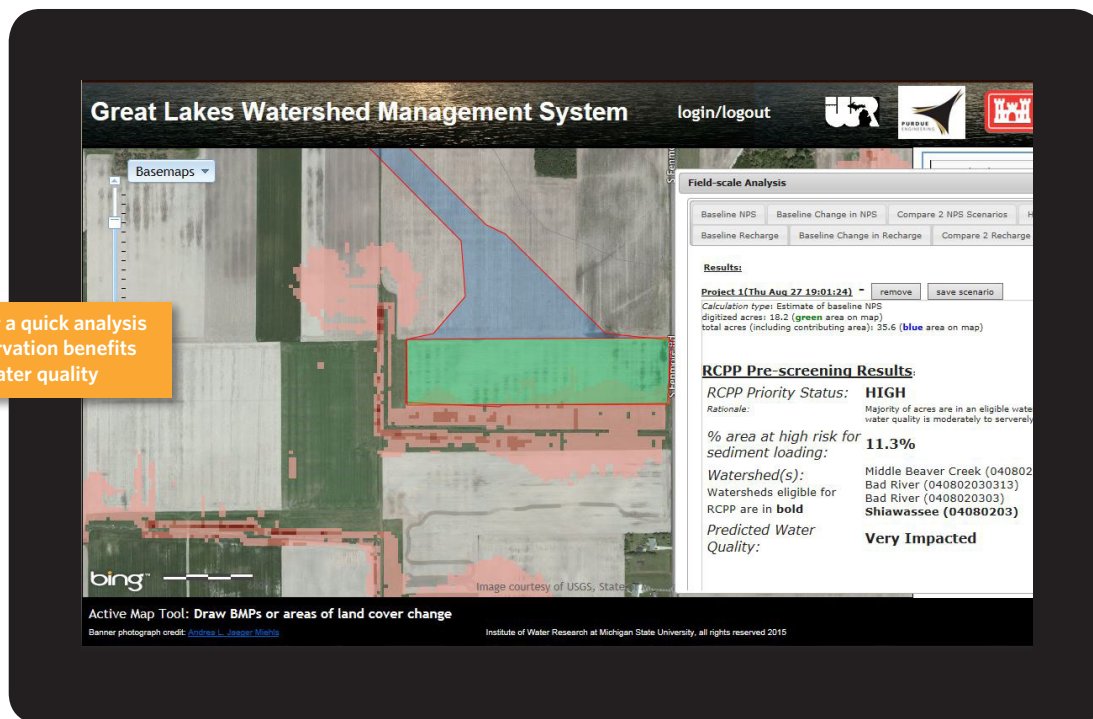 Great Lakes Watershed Management System
login/logout
PURDUE
ENGINEERING
Basemaps
a quick analysis
water quality
Field-scale Analysis
Baseline NPS
Baseline Change in NPS
Compare 2 NPS Scenarios
Baseline Recharge
Baseline Change in Recharge
Compare 2 Recharge
Results:
Project 1(Thu Aug 27 19:01:24) - remove save scenario
Calculation type: Estimate of baseline NPS
digitized acres: 18.2 (green area on map)
total acres (including contributing area): 35.6 (blue area on map)
RCPP Pre-screening Results:
RCPP Priority Status: HIGH
Rationale: Majority of acres are in an eligible
water quality is moderately to serverely
% area at high risk for
sediment loading: 11.3%
Watershed(s):
Watersheds eligible for
RCPP are in bold
Middle Beaver Creek (040802
Bad River (040802030313)
Bad River (0408020303)
Shiawassee (04080203)
Predicted Water
Quality: Very Impacted
bing
Image courtesy of USGS, State
Active Map Tool: Draw BMPs or areas of land cover change
Banner photograph credit: Andrea L. Jaeger Miehls
Institute of Water Research at Michigan State University, all rights reserved 2015